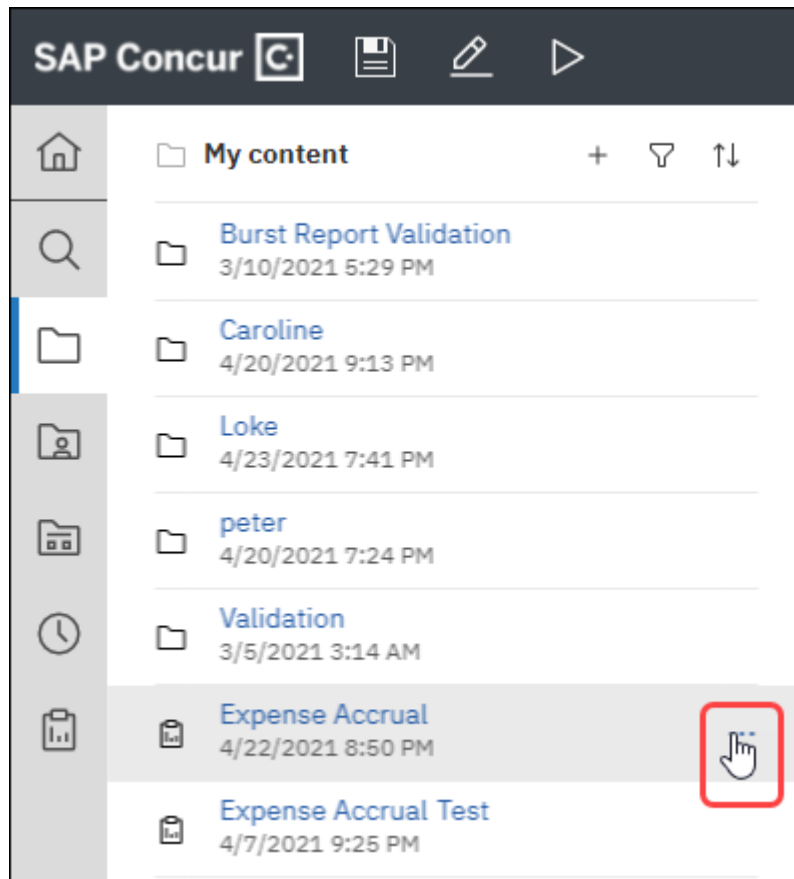 SAP Concur C
My content
Burst Report Validation
3/10/2021 5:29 PM
Caroline
4/20/2021 9:13 PM
Loke
4/23/2021 7:41 PM
peter
4/20/2021 7:24 PM
Validation
3/5/2021 3:14 AM
Expense Accrual
4/22/2021 8:50 PM
Expense Accrual Test
4/7/2021 9:25 PM